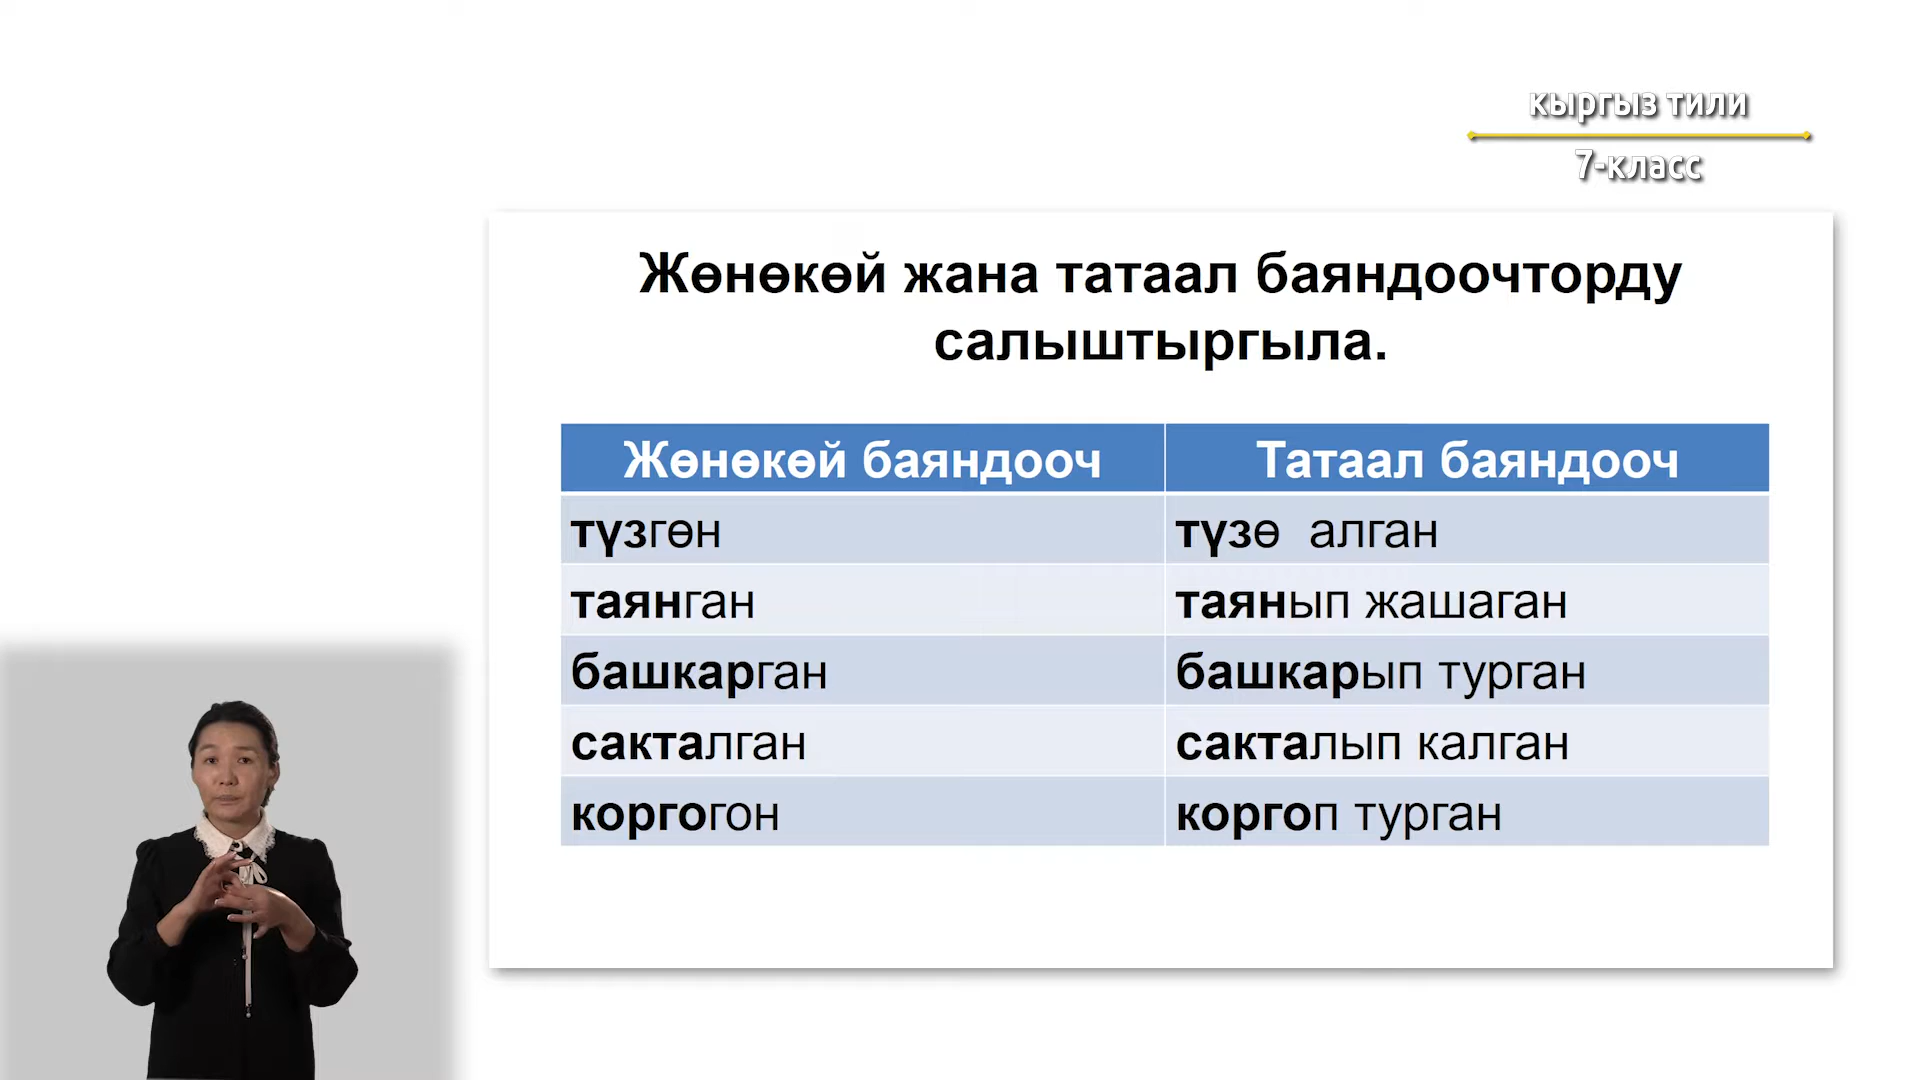 кыргыз тили
7-класс
Жөнөкөй жана татаал баяндоочторду
салыштыргыла.
Жөнөкөй баяндооч Татаал баяндооч
түзгөн түзө алган
таянган таянып жашаган
башкарган башкарып турган
сакталган сакталып калган
коргогон коргоп турган